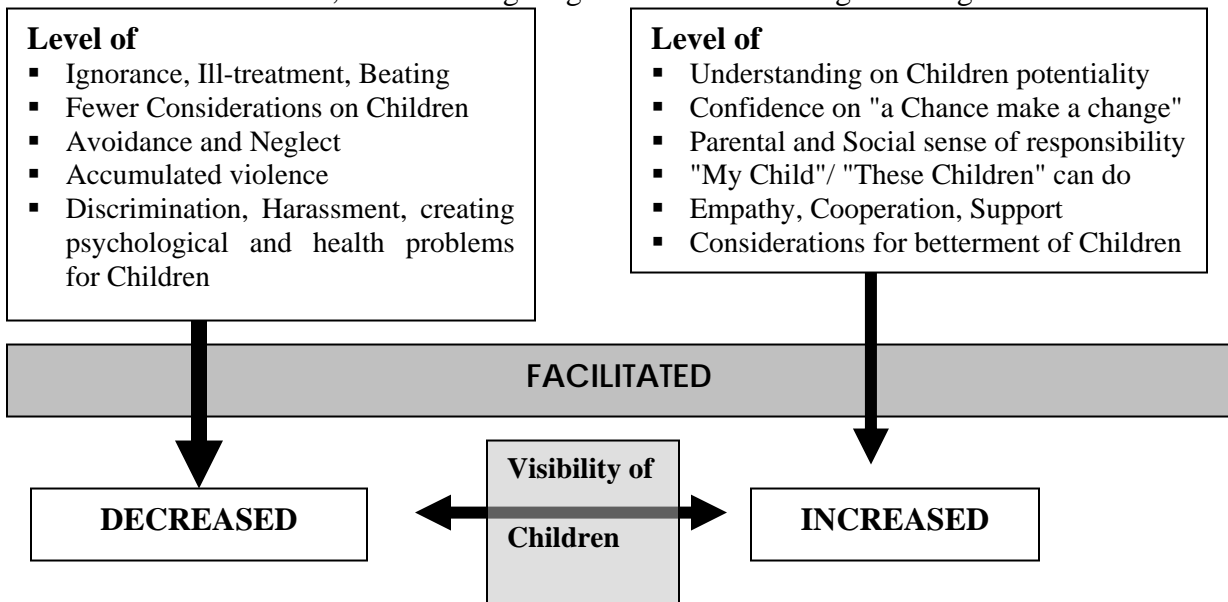 Level of
▪ Ignorance, Ill-treatment, Beating
▪ Fewer Considerations on Children
▪ Avoidance and Neglect
▪ Accumulated violence
▪ Discrimination, Harassment, creating
psychological and health problems
for Children
Level of
▪ Understanding on Children potentiality
▪ Confidence on "a Chance make a change"
▪ Parental and Social sense of responsibility
▪ "My Child"/ "These Children" can do
▪ Empathy, Cooperation, Support
▪ Considerations for betterment of Children
FACILITATED
DECREASED
Visibility of
Children
INCREASED